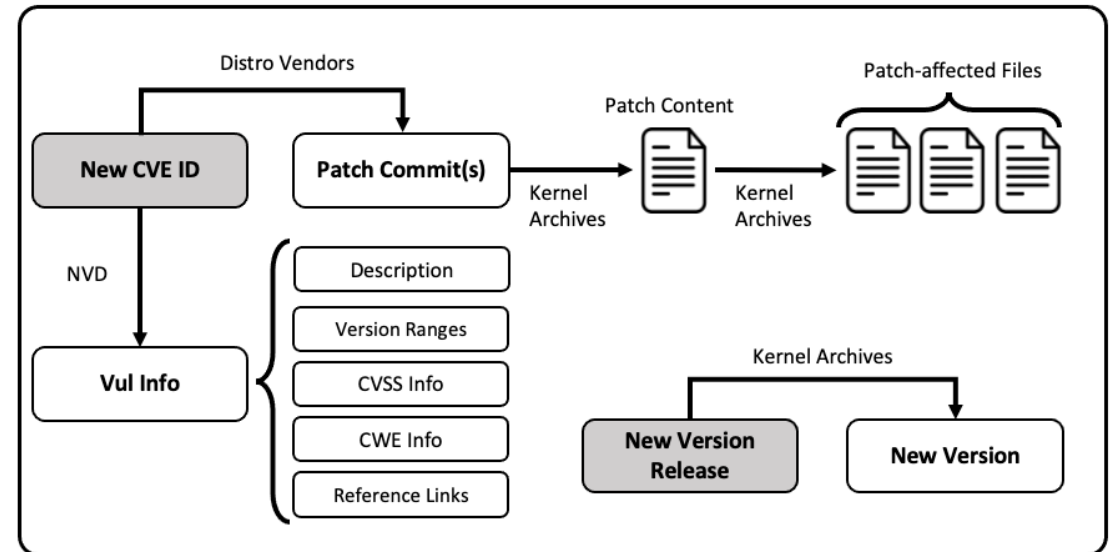 Distro Vendors
Patch-affected Files
Patch Content
New CVE ID
Patch Commit(s)
Kernel
Archives
Kernel
Archives
NVD
Description
Version Ranges
Vul Info
CVSS Info
CWE Info
Reference Links
Kernel Archives
New Version
Release
New Version